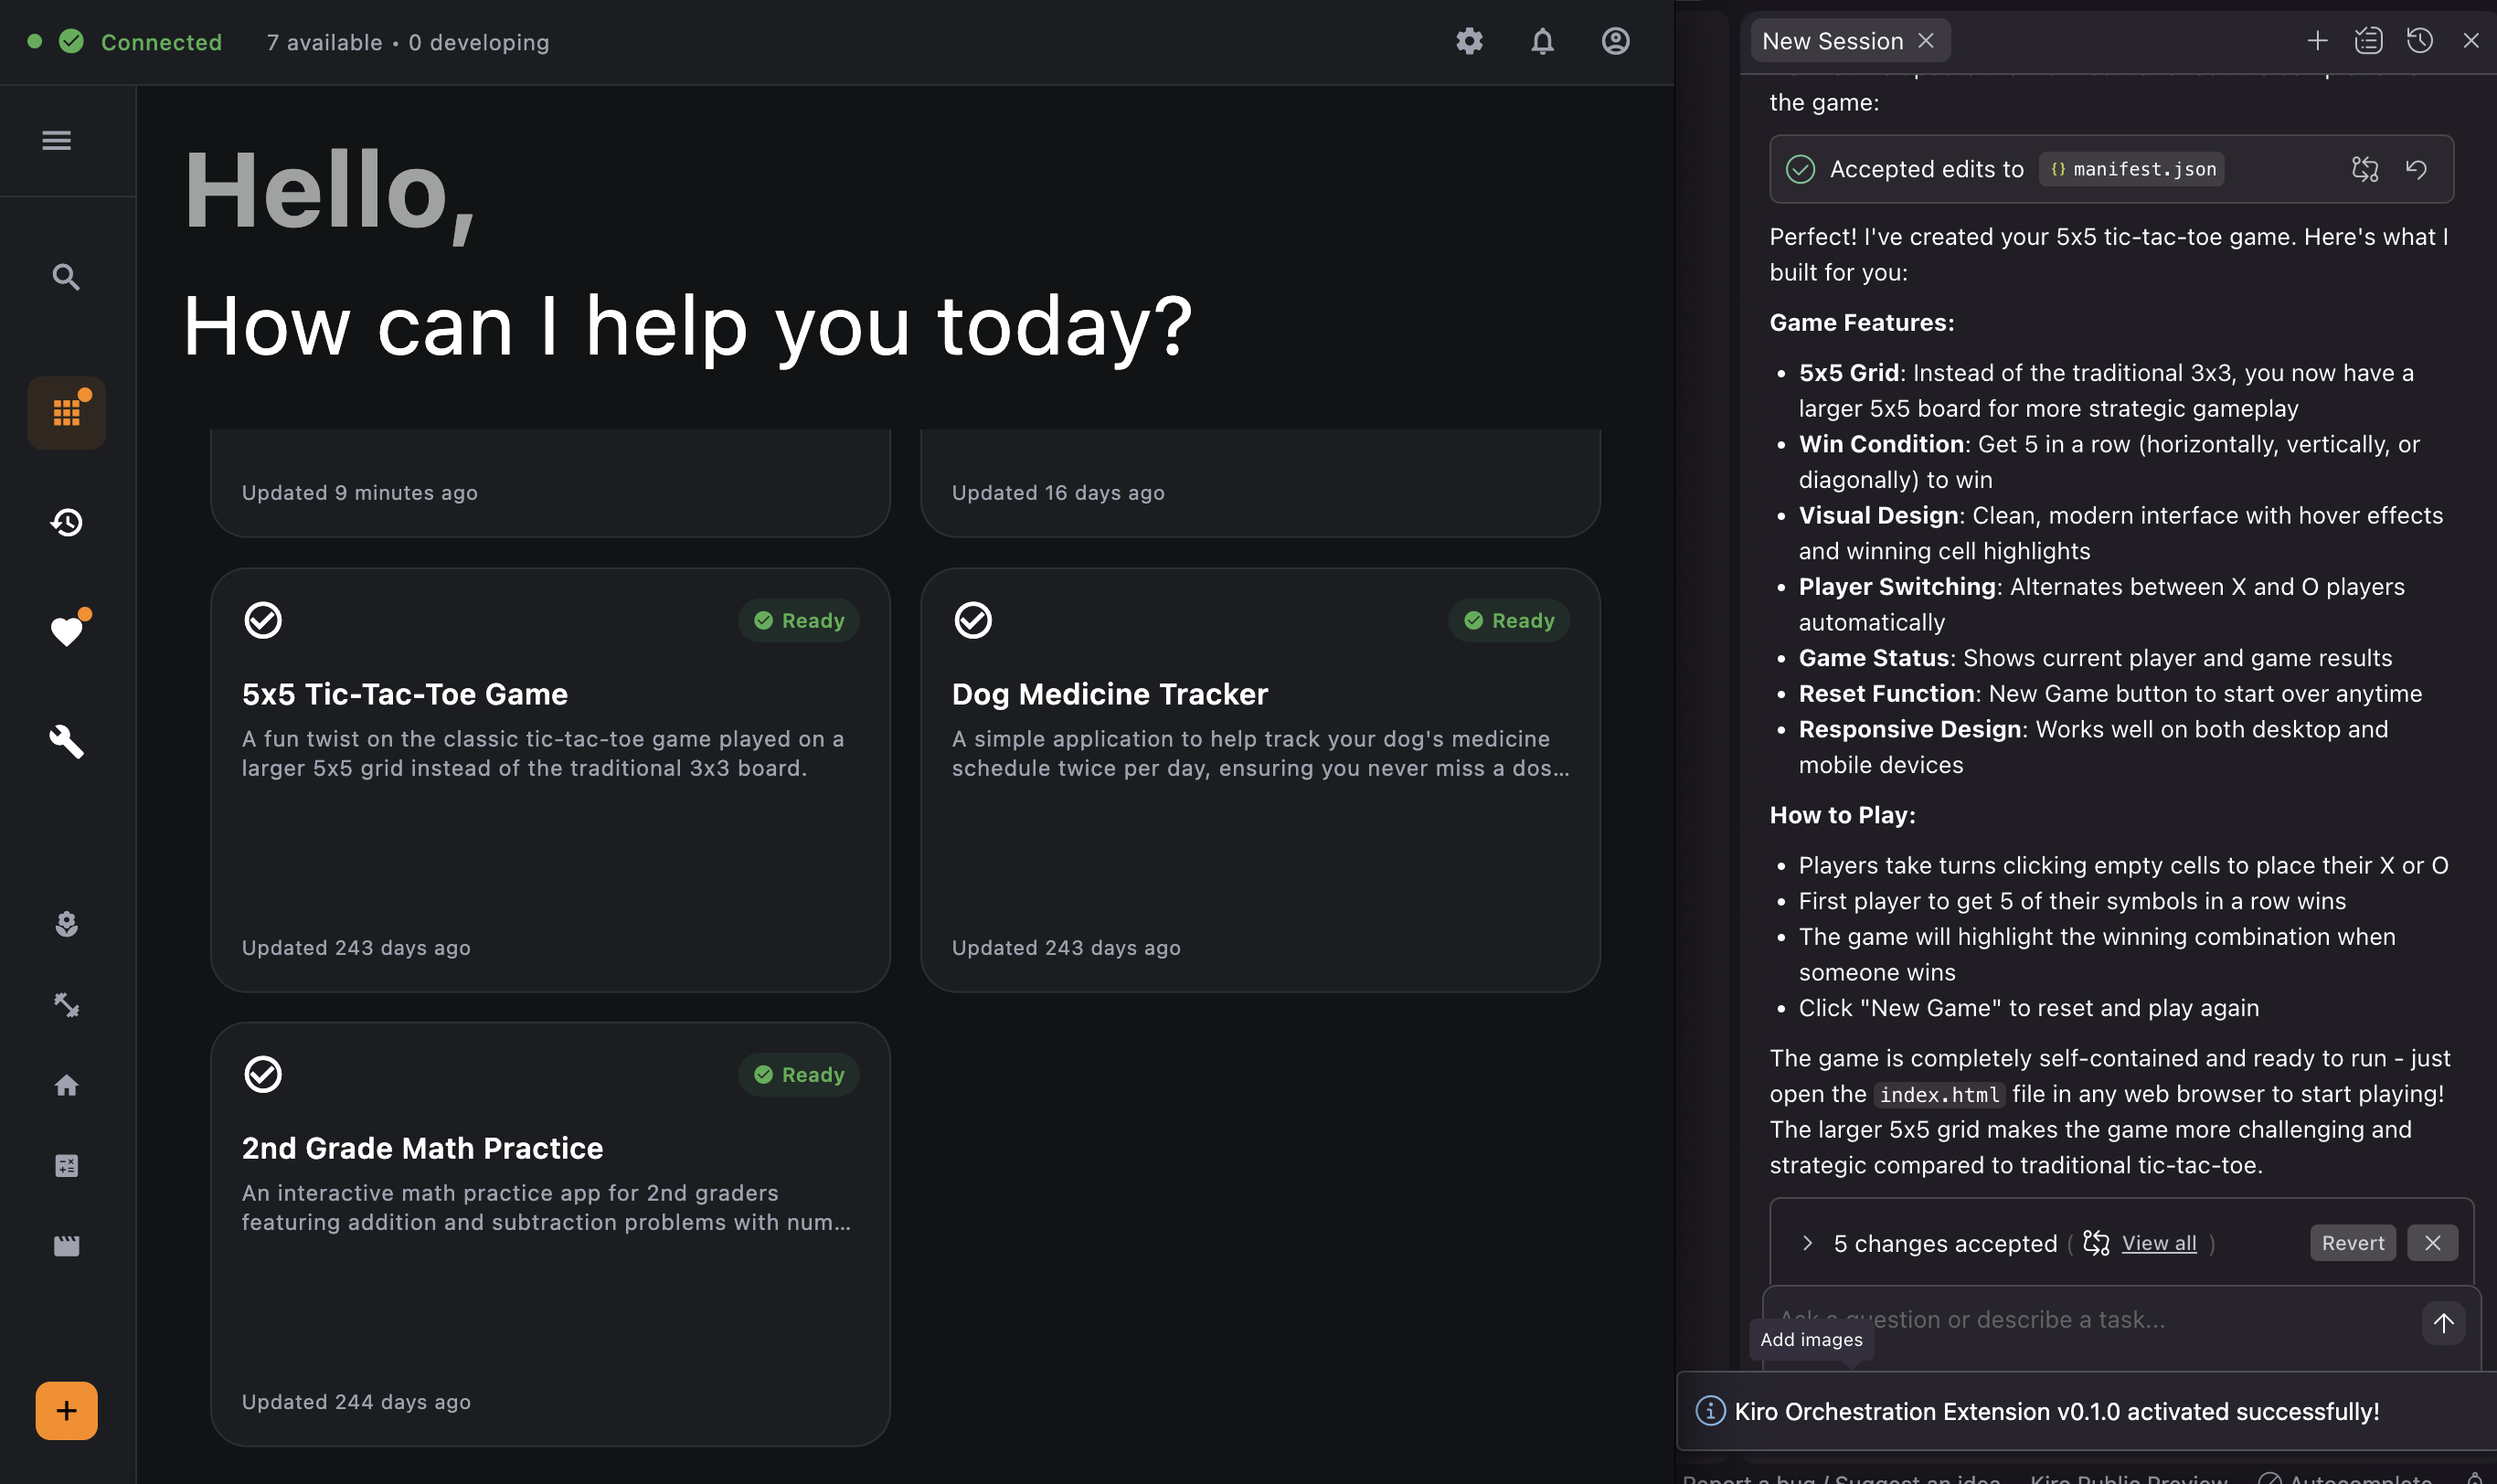 Connected
7 available • 0 developing
Hello,
How can I help you today?
Updated 9 minutes ago
Updated 16 days ago
Ready
5x5 Tic-Tac-Toe Game
A fun twist on the classic tic-tac-toe game played on a
larger 5x5 grid instead of the traditional 3x3 board.
Updated 243 days ago
Ready
Dog Medicine Tracker
A simple application to help track your dog's medicine
schedule twice per day, ensuring you never miss a dos...
Updated 243 days ago
Ready
2nd Grade Math Practice
An interactive math practice app for 2nd graders
featuring addition and subtraction problems with num...
Updated 244 days ago
New Session
the game:
Accepted edits to {} manifest.json
Perfect! I've created your 5x5 tic-tac-toe game. Here's what I
built for you:
Game Features:
• 5x5 Grid: Instead of the traditional 3x3, you now have a
larger 5x5 board for more strategic gameplay
• Win Condition: Get 5 in a row (horizontally, vertically, or
diagonally) to win
• Visual Design: Clean, modern interface with hover effects
and winning cell highlights
• Player Switching: Alternates between X and O players
automatically
• Game Status: Shows current player and game results
• Reset Function: New Game button to start over anytime
• Responsive Design: Works well on both desktop and
mobile devices
How to Play:
• Players take turns clicking empty cells to place their X or O
• First player to get 5 of their symbols in a row wins
• The game will highlight the winning combination when
someone wins
• Click "New Game" to reset and play again
The game is completely self-contained and ready to run - just
open the index.html file in any web browser to start playing!
The larger 5x5 grid makes the game more challenging and
strategic compared to traditional tic-tac-toe.
5 changes accepted ( View all )
Revert
Ask a question or describe a task...
Add images
Kiro Orchestration Extension v0.1.0 activated successfully!
Report a bug / Suggest an idea
Kiro Public Preview
Autocomplete